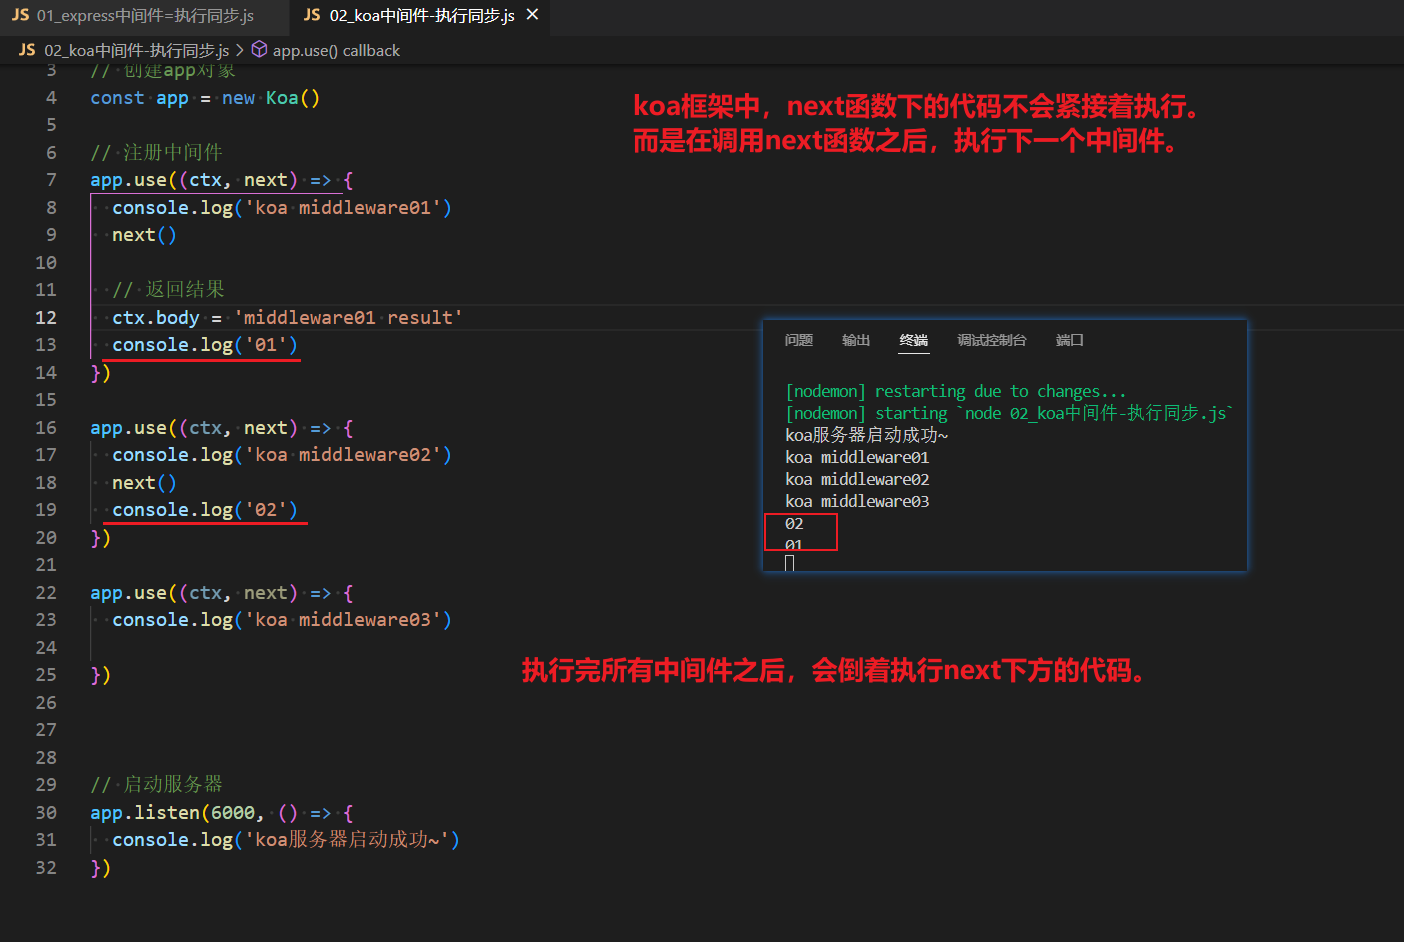 JS 01_express中间件=执行同步.js JS 02_koa中间件-执行同步.js ×
JS 02_koa中间件-执行同步.js > app.use() callback
3 // 创建app对象
4 const app = new Koa()
koa框架中，next函数下的代码不会紧接着执行。
而是在调用next函数之后，执行下一个中间件。
5
6 // 注册中间件
7 app.use((ctx, next) => {
8 console.log('koa middleware01')
9 next()
10
11 // 返回结果
12 ctx.body = 'middleware01 result'
13 console.log('01')
14 })
15
16 app.use((ctx, next) => {
17 console.log('koa middleware02')
18 next()
19 console.log('02')
20 })
21
22 app.use((ctx, next) => {
23 console.log('koa middleware03')
24
25 })
26
27
28
29 // 启动服务器
30 app.listen(6000, () => {
31 console.log('koa服务器启动成功~')
32 })
问题 输出 终端 调试控制台 端口
[nodemon] restarting due to changes...
[nodemon] starting `node 02_koa中间件-执行同步.js`
koa服务器启动成功~
koa middleware01
koa middleware02
koa middleware03
02
01
执行完所有中间件之后，会倒着执行next下方的代码。